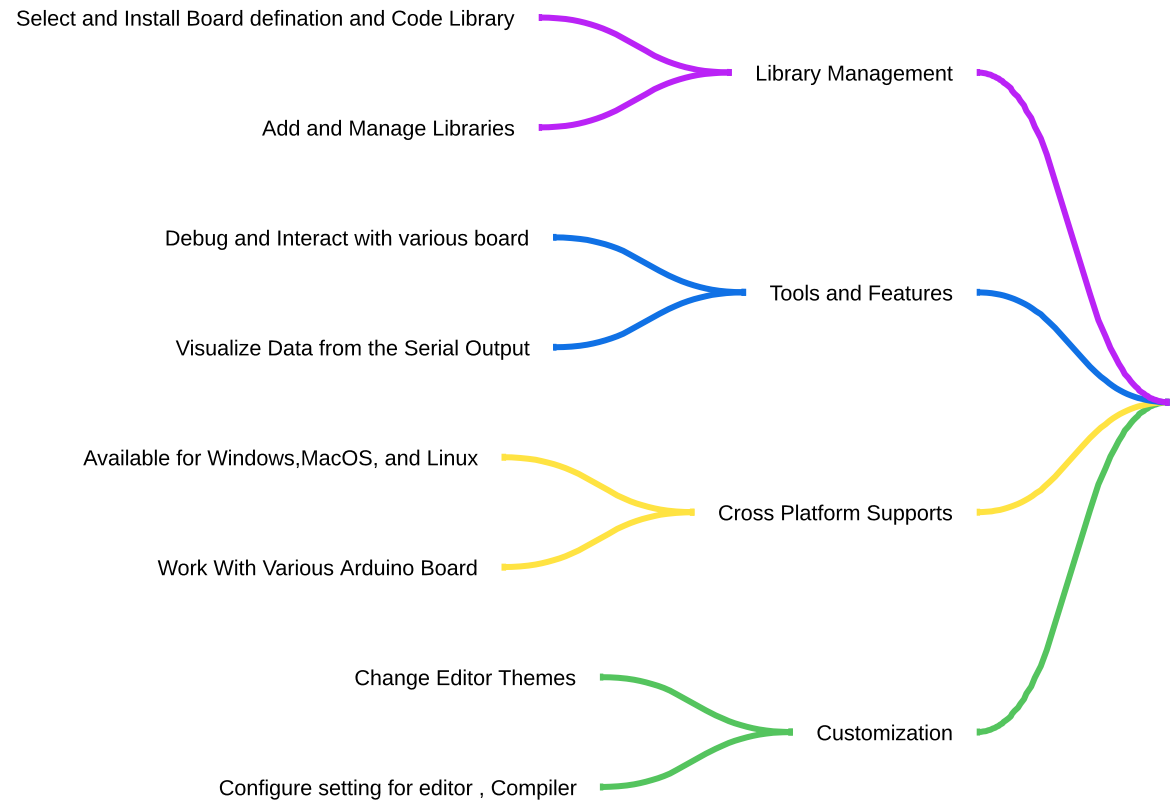 Select and Install Board defination and Code Library
Library Management
Add and Manage Libraries
Debug and Interact with various board
Tools and Features
Visualize Data from the Serial Output
Available for Windows,MacOS, and Linux
Cross Platform Supports
Work With Various Arduino Board
Change Editor Themes
Customization
Configure setting for editor , Compiler